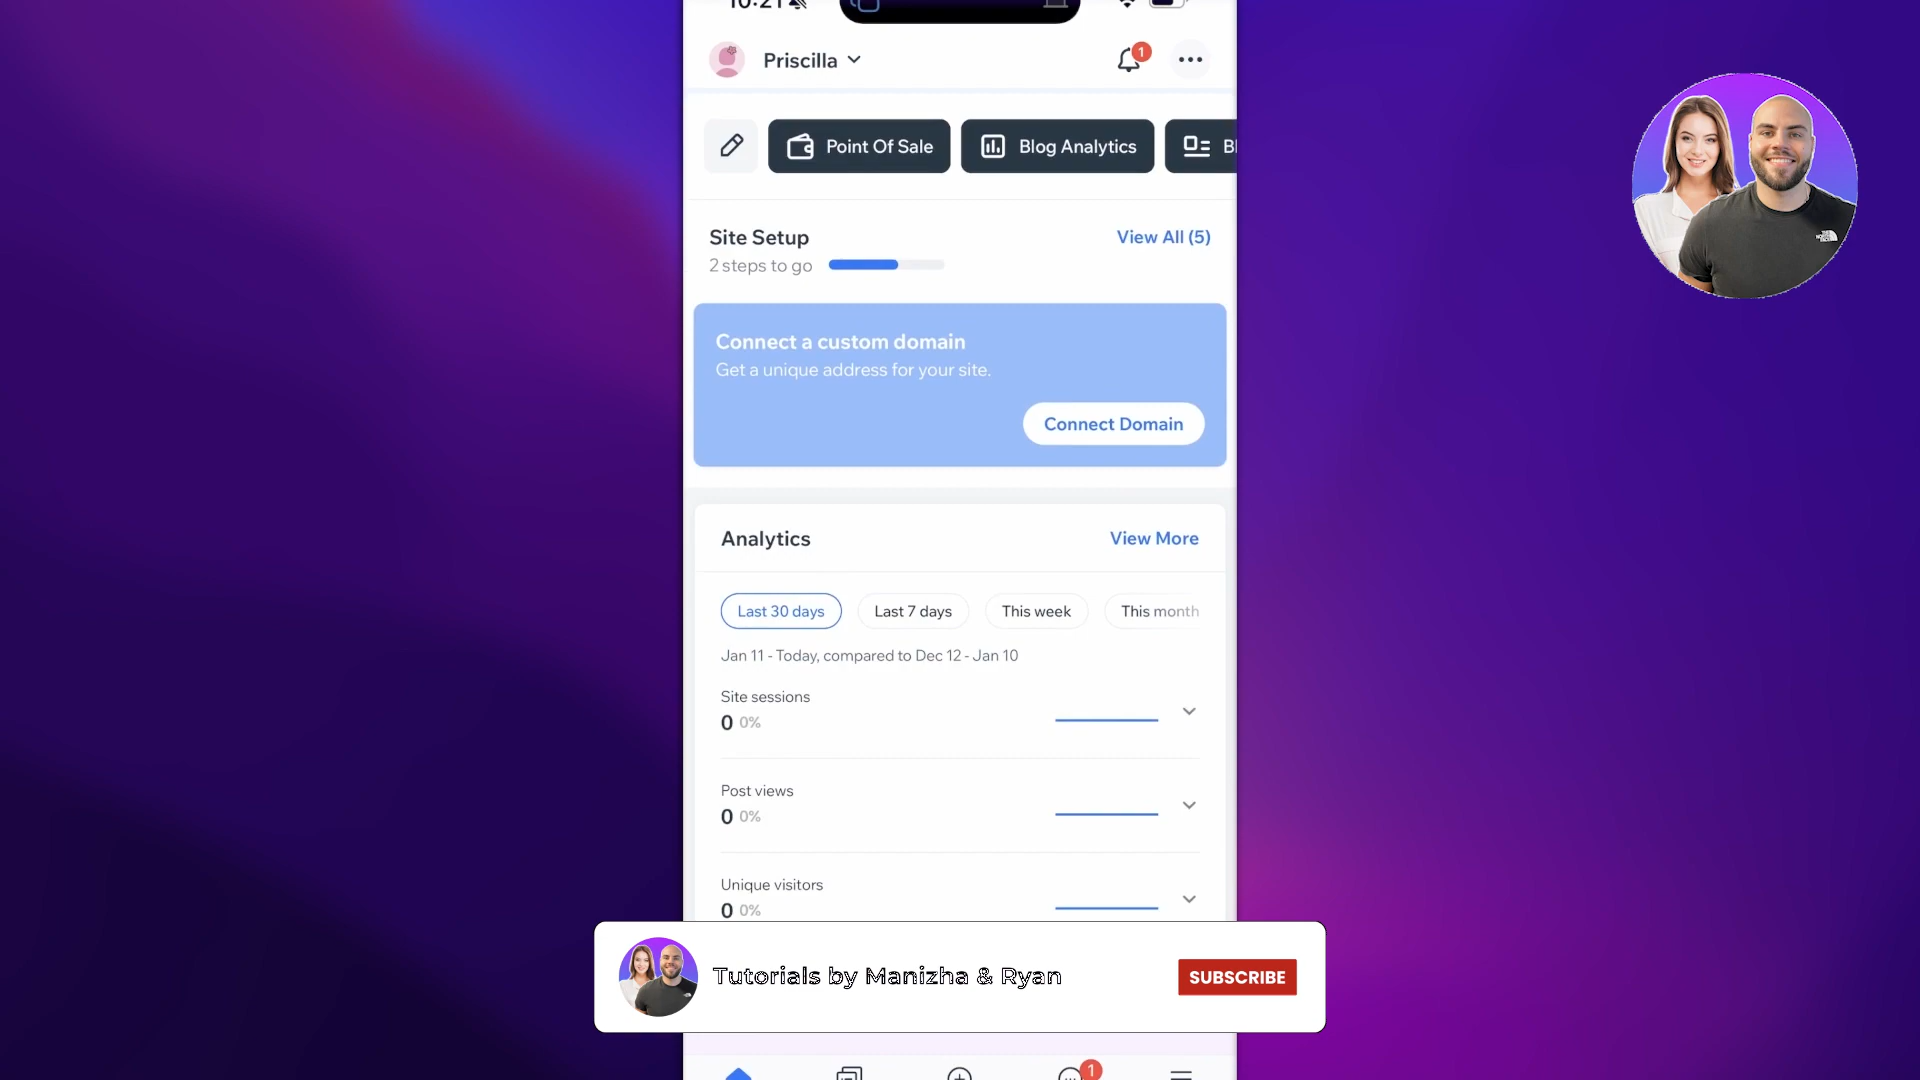 10:21
Priscilla
1
Point Of Sale
Blog Analytics
Bl
Site Setup
View All (5)
2 steps to go
Connect a custom domain
Get a unique address for your site.
Connect Domain
Analytics
View More
Last 30 days
Last 7 days
This week
This month
Jan 11 - Today, compared to Dec 12 - Jan 10
Site sessions
0 0%
Post views
0 0%
Unique visitors
0 0%
Tutorials by Manizha & Ryan
SUBSCRIBE
1